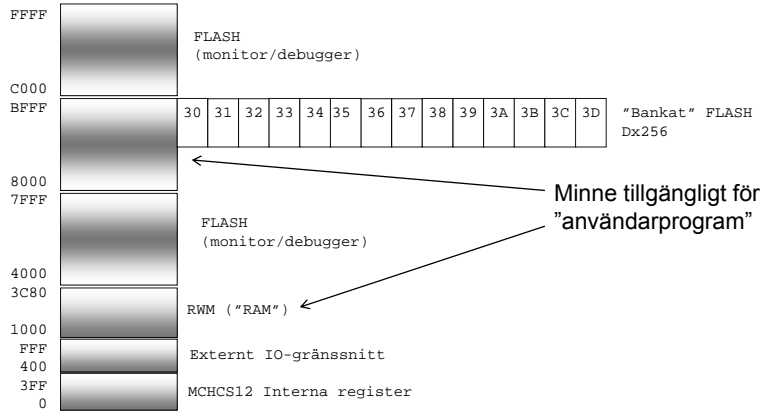 FFFF
FLASH
(monitor/debugger)
C000
BFFF
30 31 32 33 34 35 36 37 38 39 3A 3B 3C 3D
"Bankat" FLASH
Dx256
8000
Minne tillgängligt för
"användarprogram"
7FFF
FLASH
(monitor/debugger)
4000
3C80
RWM ("RAM")
1000
FFF
Externt IO-gränssnitt
400
3FF
MCHCS12 Interna register
0